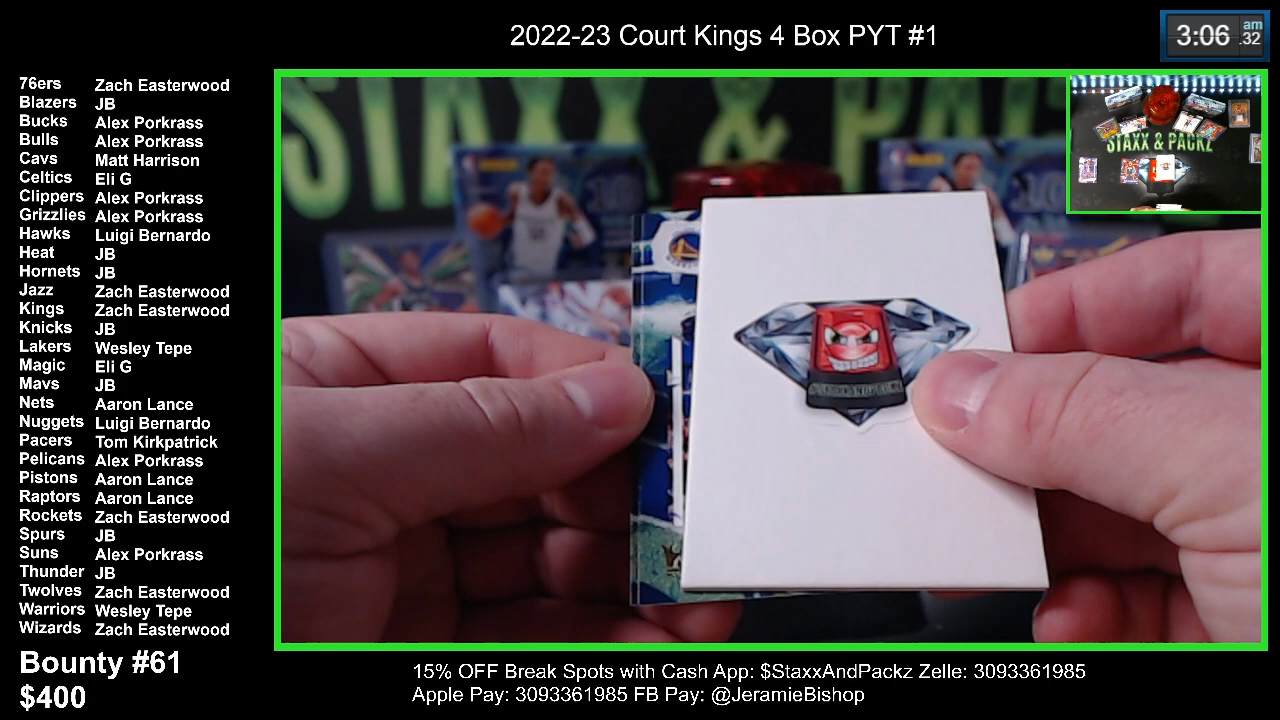 2022-23 Court Kings 4 Box PYT #1
3:06 am .32
76ers Zach Easterwood
Blazers JB
Bucks Alex Porkrass
Bulls Alex Porkrass
Cavs Matt Harrison
Celtics Eli G
Clippers Alex Porkrass
Grizzlies Alex Porkrass
Hawks Luigi Bernardo
Heat JB
Hornets JB
Jazz Zach Easterwood
Kings Zach Easterwood
Knicks JB
Lakers Wesley Tepe
Magic Eli G
Mavs JB
Nets Aaron Lance
Nuggets Luigi Bernardo
Pacers Tom Kirkpatrick
Pelicans Alex Porkrass
Pistons Aaron Lance
Raptors Aaron Lance
Rockets Zach Easterwood
Spurs JB
Suns Alex Porkrass
Thunder JB
Twolves Zach Easterwood
Warriors Wesley Tepe
Wizards Zach Easterwood
Bounty #61
$400
STAXX & PACKZ
STAXX & PACKZ
15% OFF Break Spots with Cash App: $StaxxAndPackz Zelle: 3093361985
Apple Pay: 3093361985 FB Pay: @JeramieBishop